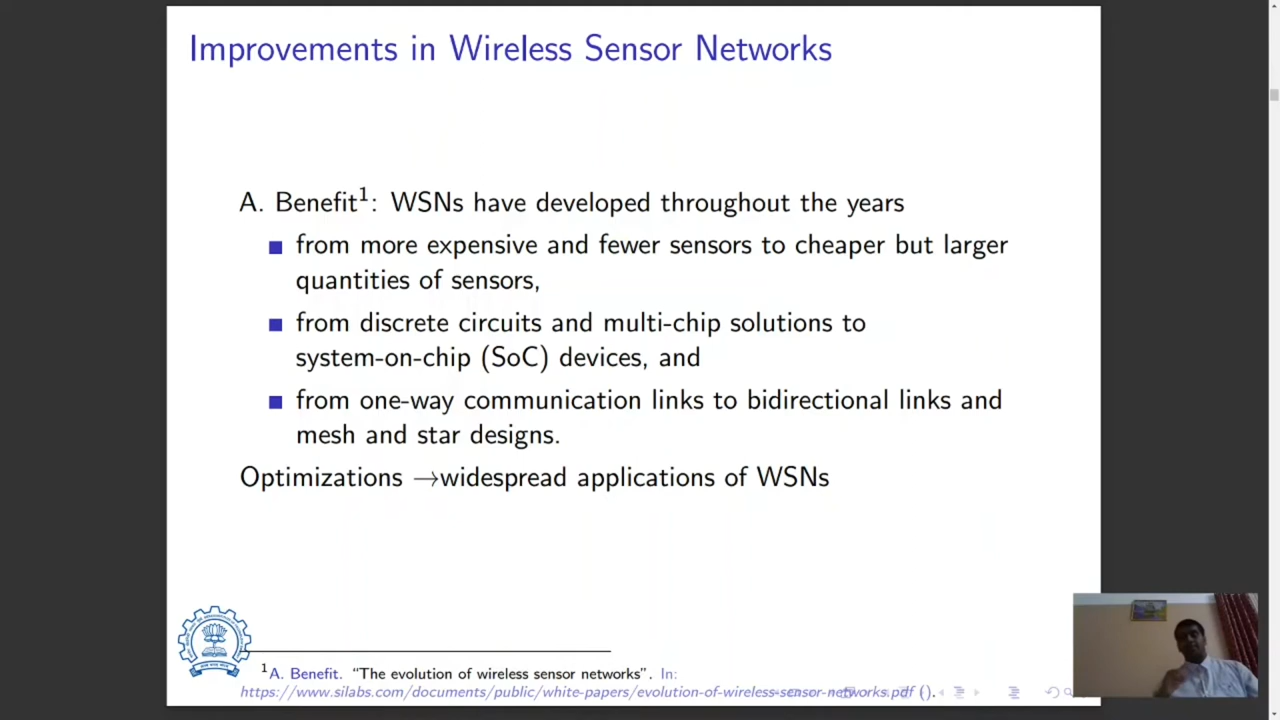 Improvements in Wireless Sensor Networks
A. Benefit¹: WSNs have developed throughout the years
■ from more expensive and fewer sensors to cheaper but larger
quantities of sensors,
■ from discrete circuits and multi-chip solutions to
system-on-chip (SoC) devices, and
■ from one-way communication links to bidirectional links and
mesh and star designs.
Optimizations →widespread applications of WSNs
¹A. Benefit. “The evolution of wireless sensor networks”. In:
https://www.silabs.com/documents/public/white-papers/evolution-of-wireless-sensor-networks.pdf ().